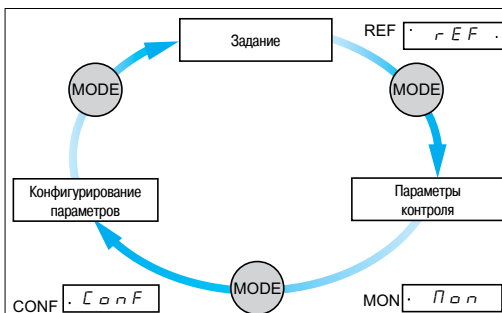 Задание
REF
rEF
MODE
MODE
Конфигурирование
параметров
Параметры
контроля
MODE
CONF
ConF
MON
Mon